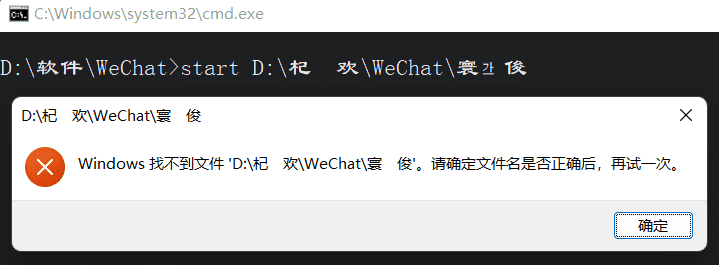 C:\Windows\system32\cmd.exe
D:\软件\WeChat>start D:\杞  欢\WeChat\寰간 俊
D:\杞  欢\WeChat\寰  俊
Windows 找不到文件 'D:\杞  欢\WeChat\寰  俊'。请确定文件名是否正确后，再试一次。
确定